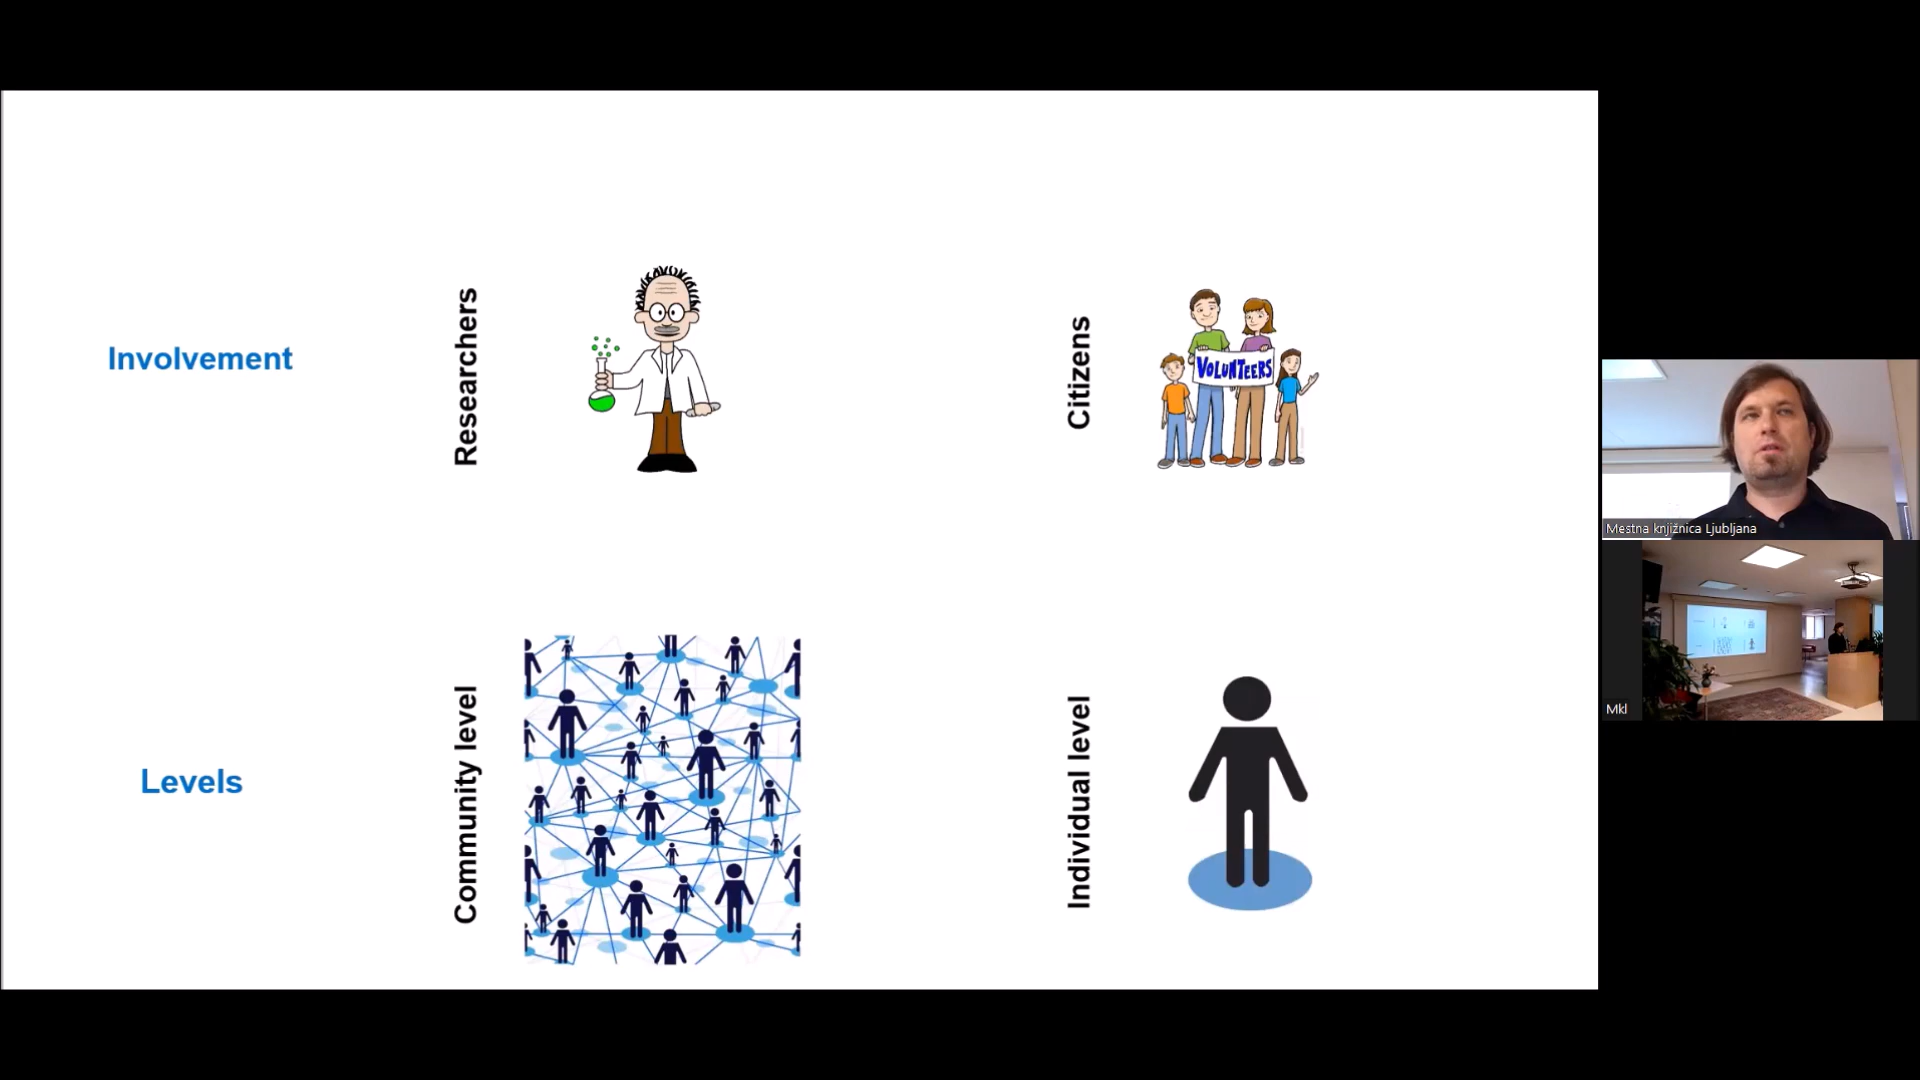 Involvement
Researchers
Citizens
VOLUNTEERS
Levels
Community level
Individual level
Mestna knjižnica Ljubljana
Mkl